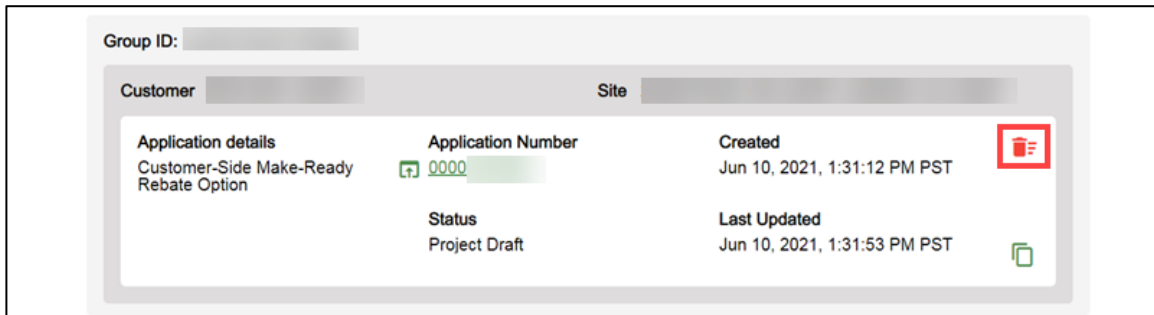 Group ID:
Customer Site
Application details Application Number Created
Customer-Side Make-Ready 0000 Jun 10, 2021, 1:31:12 PM PST
Rebate Option
Status Last Updated
Project Draft Jun 10, 2021, 1:31:53 PM PST